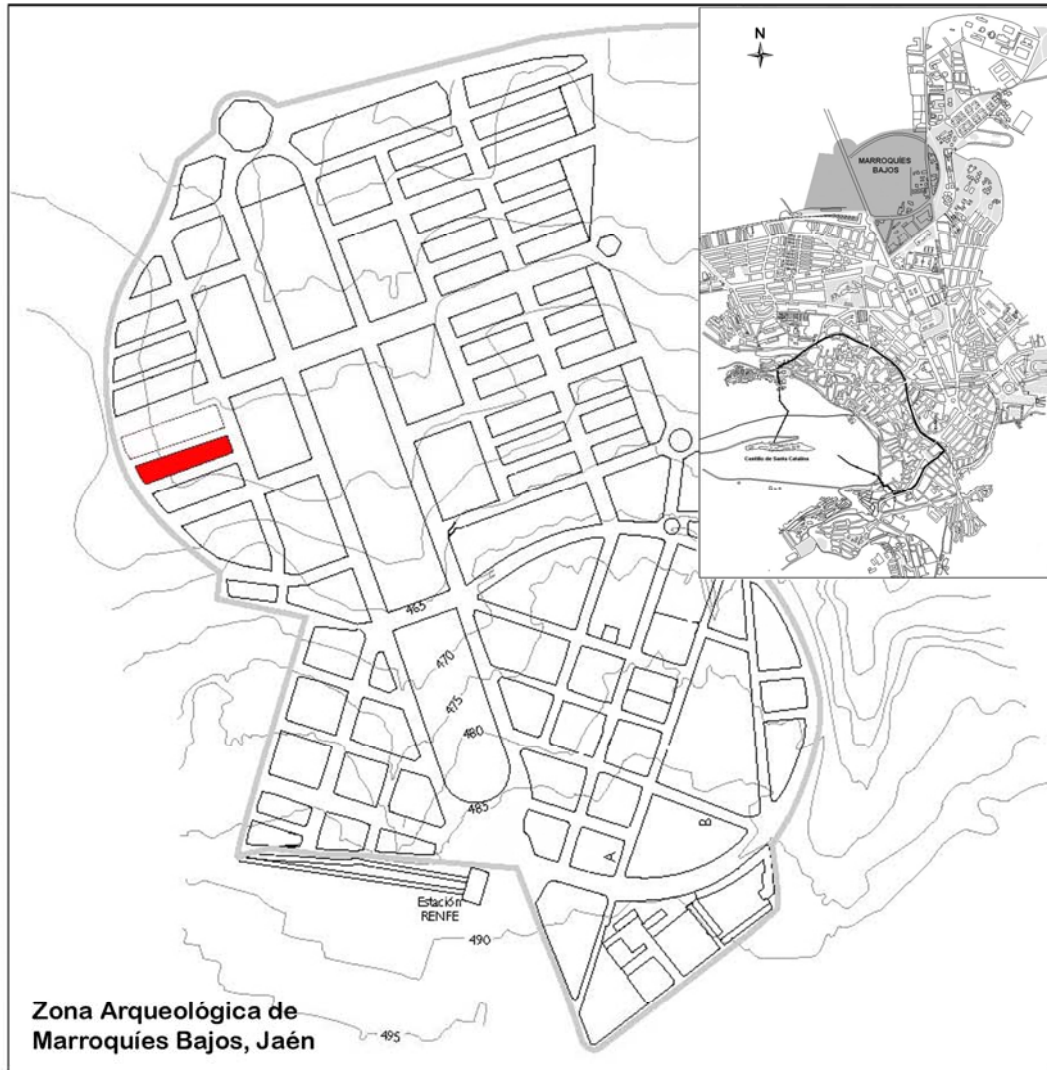 N
MARROQUÍES
BAJOS
Castillo de Santa Catalina
465
470
475
480
485
A
B
Estación
RENFE
490
495
Zona Arqueológica de
Marroquíes Bajos, Jaén